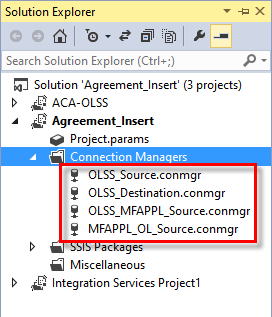 Solution Explorer
Search Solution Explorer (Ctrl+;)
Solution 'Agreement_Insert' (3 projects)
ACA-OLSS
Agreement_Insert
Project.params
Connection Managers
OLSS_Source.conmgr
OLSS_Destination.conmgr
OLSS_MFAPPL_Source.conmgr
MFAPPL_OL_Source.conmgr
SSIS Packages
Miscellaneous
Integration Services Project1